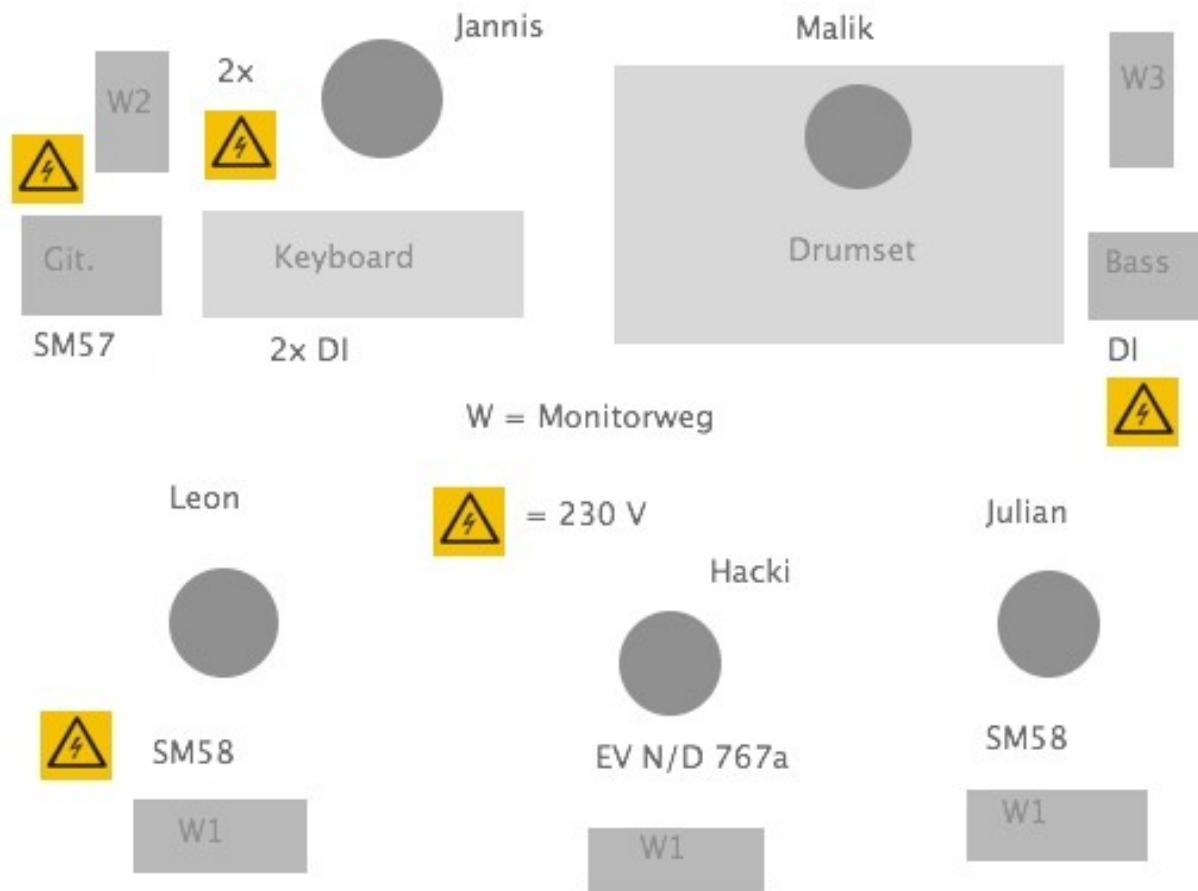 Jannis
Malik
W2
2x
W3
Git.
Keyboard
Drumset
Bass
SM57
2x DI
DI
W = Monitorweg
Leon
= 230 V
Julian
Hacki
SM58
EV N/D 767a
SM58
W1
W1
W1